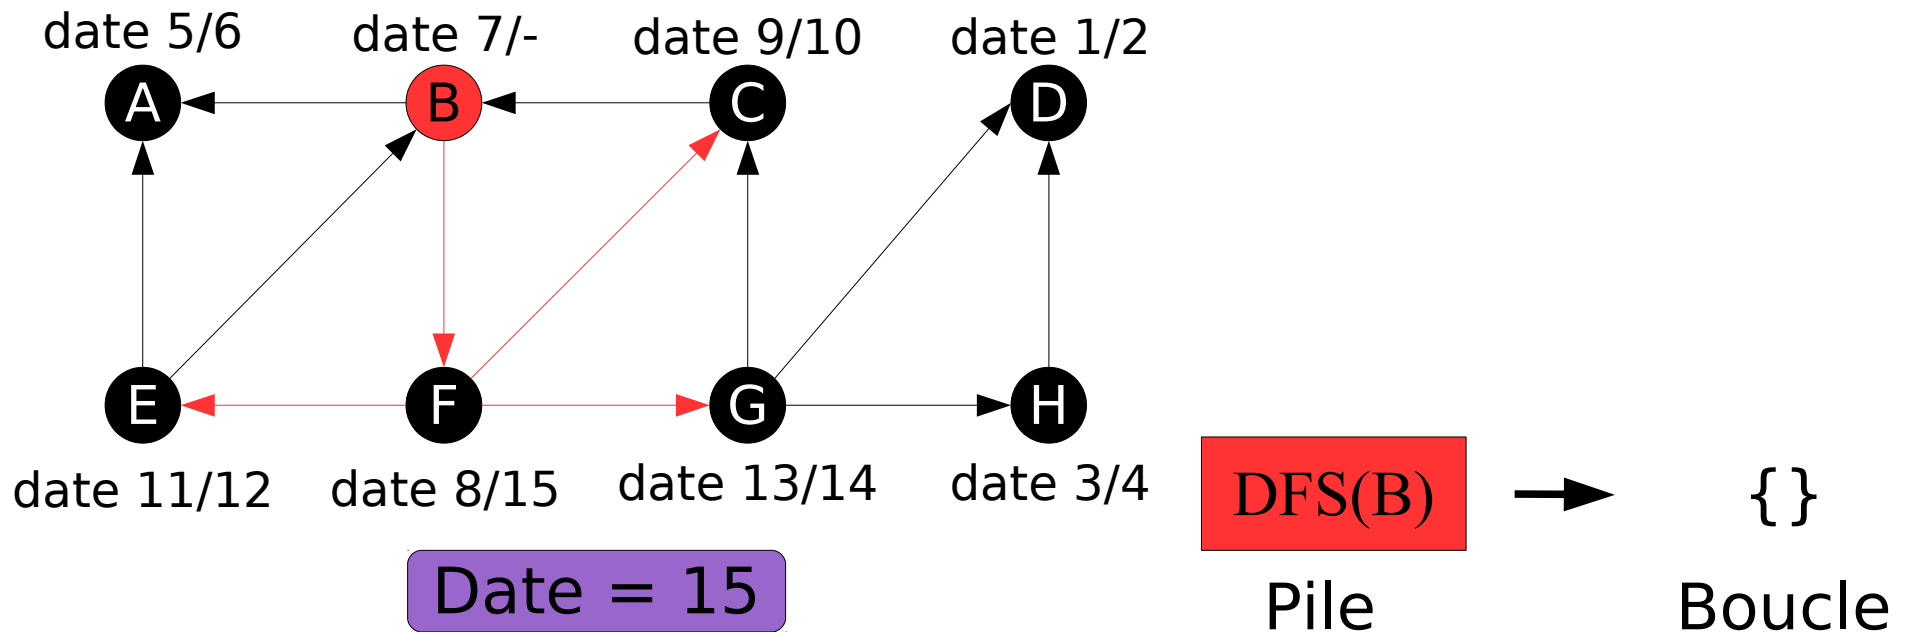 date 5/6
date 7/-
date 9/10
date 1/2
A
B
C
D
E
F
G
H
date 11/12
date 8/15
date 13/14
date 3/4
DFS(B)
{}
Date = 15
Pile
Boucle